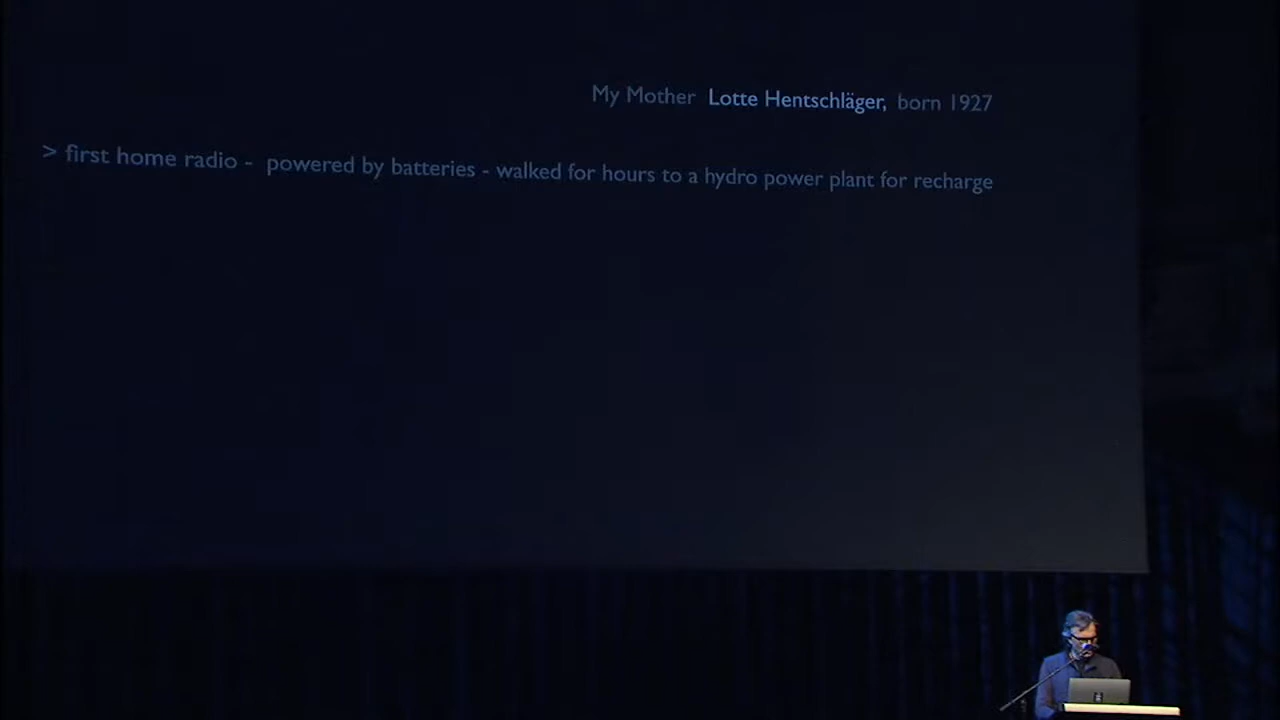 My Mother Lotte Hentschläger, born 1927
> first home radio - powered by batteries - walked for hours to a hydro power plant for recharge